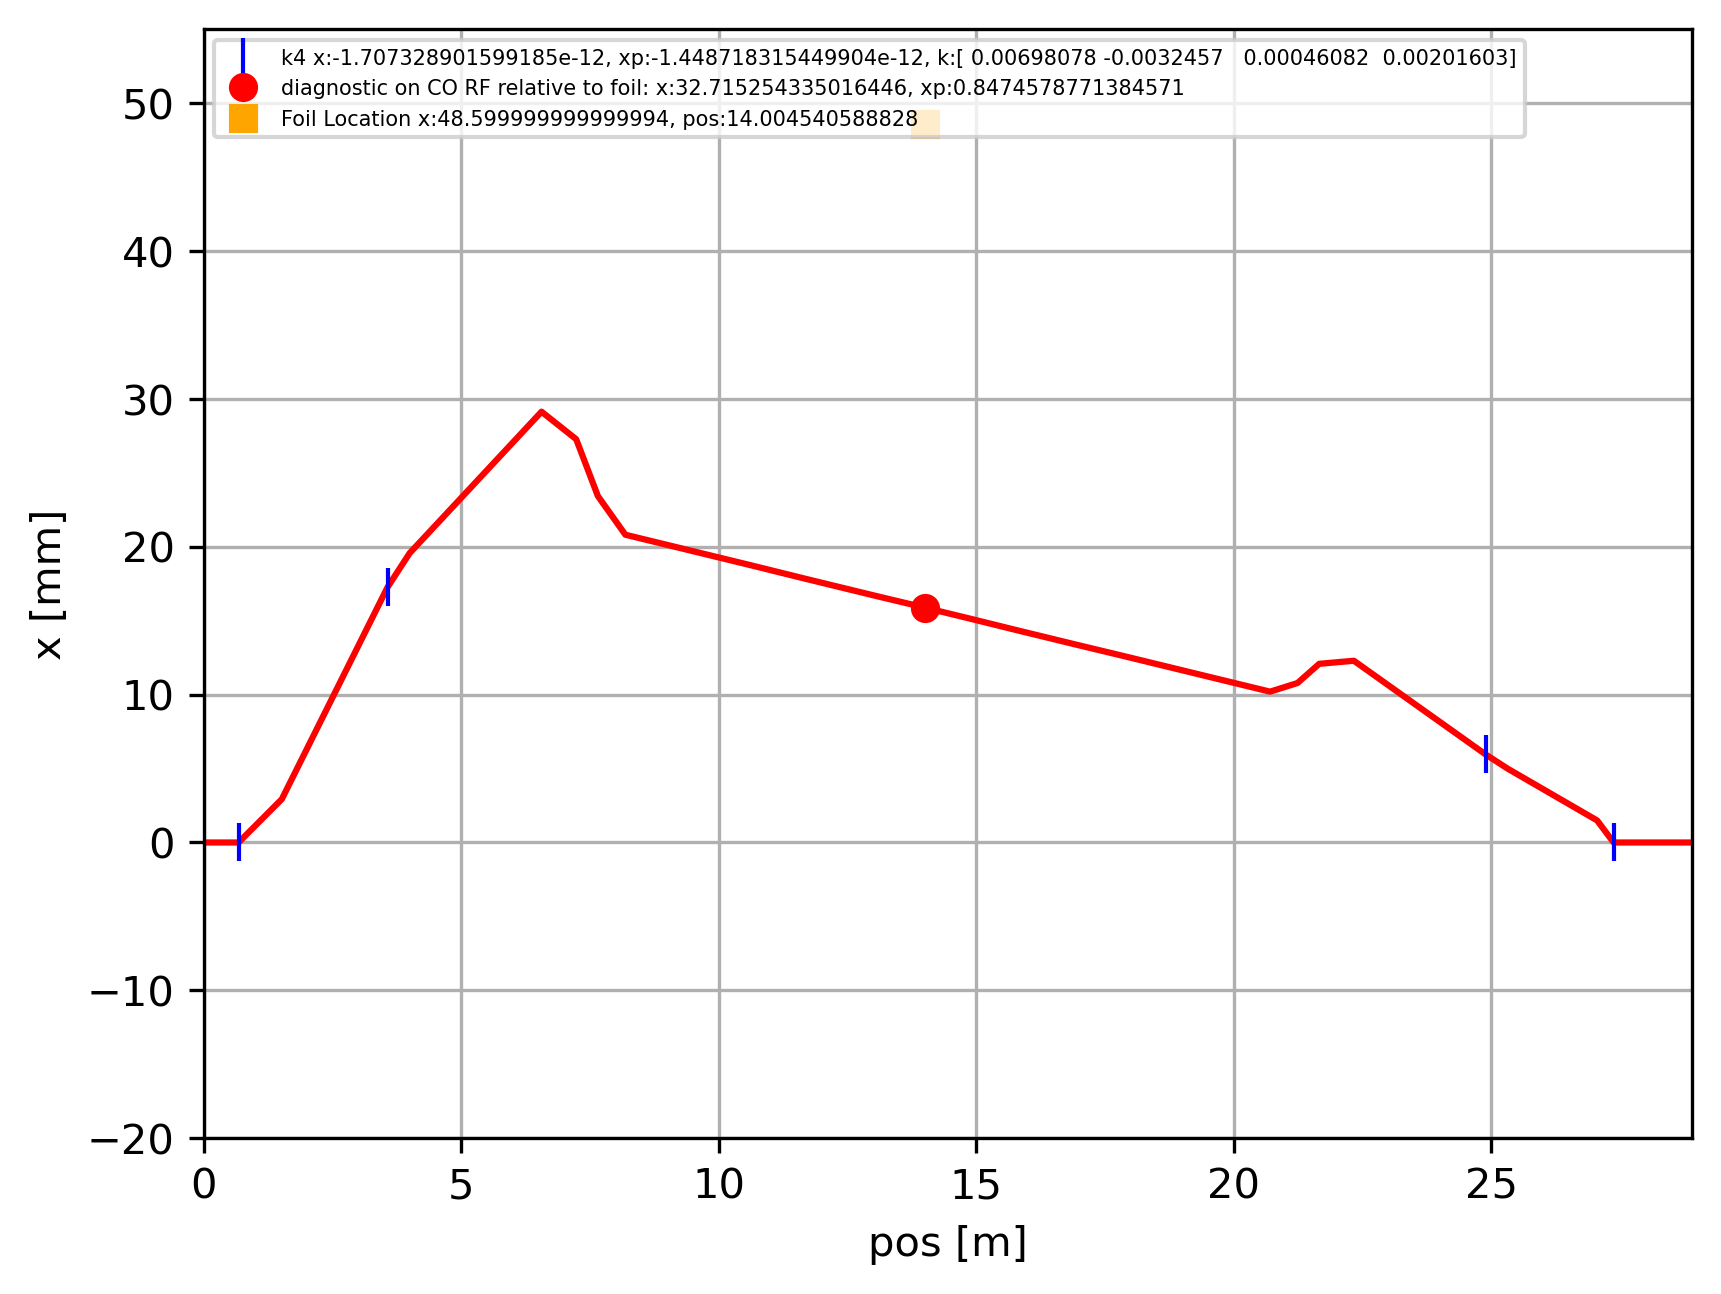 k4 x:-1.707328901599185e-12, xp:-1.448718315449904e-12, k:[ 0.00698078 -0.0032457   0.00046082  0.00201603]
diagnostic on CO RF relative to foil: x:32.715254335016446, xp:0.8474578771384571
Foil Location x:48.599999999999994, pos:14.004540588828
50
40
30
20
10
0
−10
−20
x [mm]
0 5 10 15 20 25
pos [m]